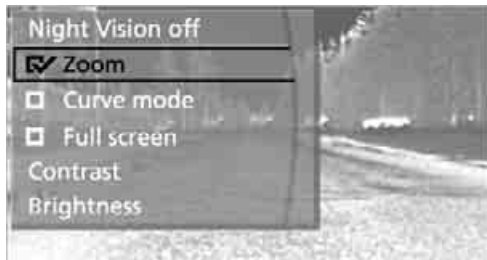 Night Vision off
Zoom
Curve mode
Full screen
Contrast
Brightness